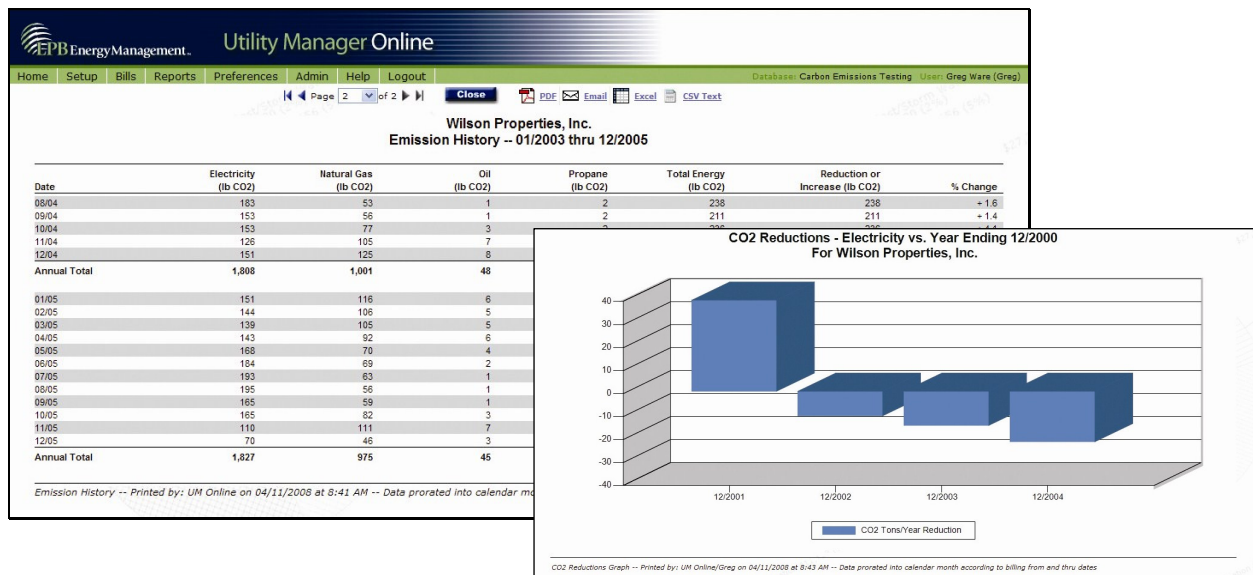 EPB Energy Management
Utility Manager Online
Home Setup Bills Reports Preferences Admin Help Logout
Database: Carbon Emissions Testing User: Greg Ware (Greg)
Page 2 of 2 Close PDF Email Excel CSV Text
Wilson Properties, Inc.
Emission History -- 01/2003 thru 12/2005
Electricity Natural Gas Oil Propane Total Energy Reduction or
Date (lb CO2) (lb CO2) (lb CO2) (lb CO2) (lb CO2) Increase (lb CO2) % Change
08/04 183 53 1 2 238 238 + 1.6
09/04 153 56 1 2 211 211 + 1.4
10/04 153 77 3
11/04 126 105 7
12/04 151 125 8
Annual Total 1,808 1,001 48
01/05 151 116 6
02/05 144 106 5
03/05 139 105 5
04/05 143 92 6
05/05 168 70 4
06/05 184 69 2
07/05 193 63 1
08/05 195 56 1
09/05 165 59 1
10/05 165 82 3
11/05 110 111 7
12/05 70 46 3
Annual Total 1,827 975 45
Emission History -- Printed by: UM Online on 04/11/2008 at 8:41 AM -- Data prorated into calendar mo
CO2 Reductions - Electricity vs. Year Ending 12/2000
For Wilson Properties, Inc.
40
30
20
10
0
-10
-20
-30
-40
12/2001 12/2002 12/2003 12/2004
CO2 Tons/Year Reduction
CO2 Reductions Graph -- Printed by: UM Online/Greg on 04/11/2008 at 8:43 AM -- Data prorated into calendar month according to billing from and thru dates